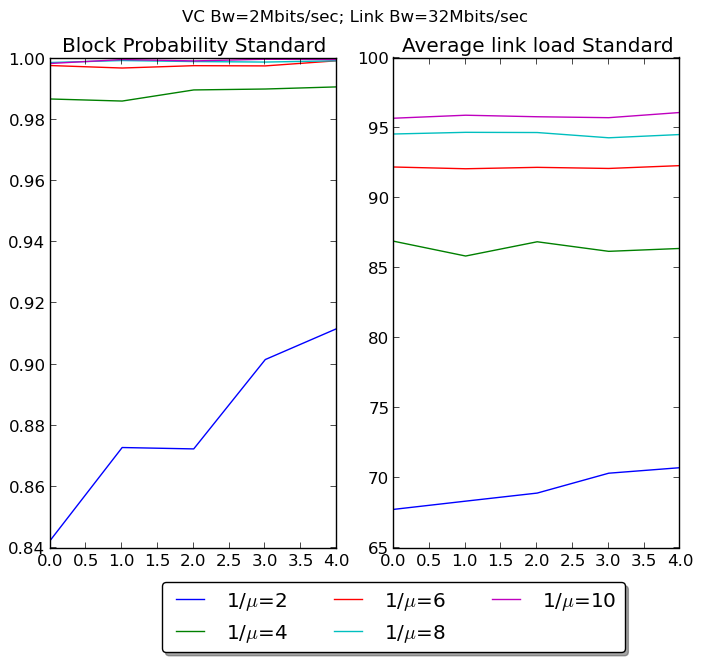 VC Bw=2Mbits/sec; Link Bw=32Mbits/sec
Block Probability Standard
1.00
0.98
0.96
0.94
0.92
0.90
0.88
0.86
0.84
0.0 0.5 1.0 1.5 2.0 2.5 3.0 3.5 4.0
Average link load Standard
100
95
90
85
80
75
70
65
0.0 0.5 1.0 1.5 2.0 2.5 3.0 3.5 4.0
1/μ=2 1/μ=6 1/μ=10
1/μ=4 1/μ=8